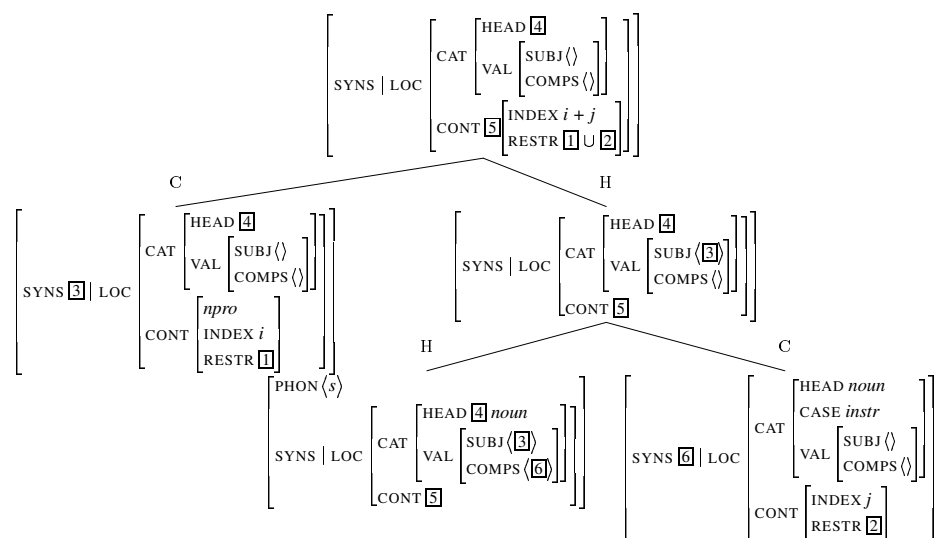 HEAD 4
CAT
VAL
SUBJ⟨⟩
COMPS⟨⟩
SYNS | LOC
CONT 5
INDEX i + j
RESTR 1 ∪ 2
C
H
HEAD 4
CAT
VAL
SUBJ⟨⟩
COMPS⟨⟩
SYNS 3 | LOC
CONT
npro
INDEX i
RESTR 1
HEAD 4
CAT
VAL
SUBJ⟨3⟩
COMPS⟨⟩
SYNS | LOC
CONT 5
H
C
PHON⟨s⟩
HEAD 4 noun
CAT
VAL
SUBJ⟨3⟩
COMPS⟨6⟩
SYNS | LOC
CONT 5
HEAD noun
CASE instr
CAT
VAL
SUBJ⟨⟩
COMPS⟨⟩
SYNS 6 | LOC
CONT
INDEX j
RESTR 2